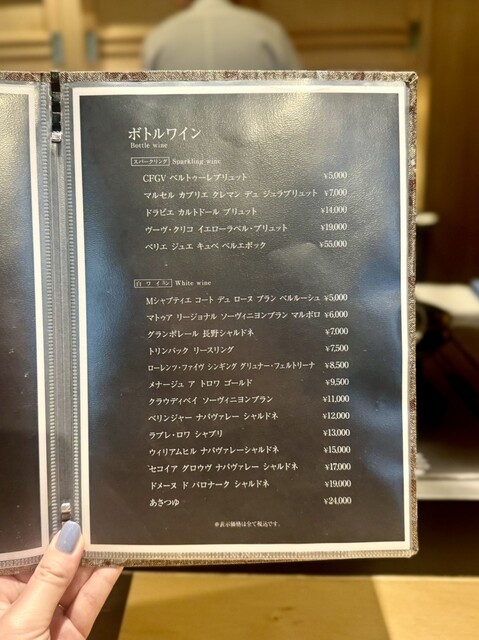 ボトルワイン
Bottle wine
スパークリング Sparkling wine
CFGV ベルトゥーレブリュット ¥5,000
マルセル カブリエ クレマン デュ ジュラブリュット ¥7,000
ドラピエ カルトドール ブリュット ¥14,000
ヴーヴ・クリコ イエローラベル・ブリュット ¥19,000
ペリエ ジュエ キュベ ベルエポック ¥55,000
白ワイン White wine
Mシャプティエ コート デュ ローヌ ブラン ベルルーシュ ¥5,000
マトゥア リージョナル ソーヴィニヨンブラン マルボロ ¥6,000
グランポレール 長野シャルドネ ¥7,000
トリンバック リースリング ¥7,500
ローレンツ・ファイヴ シンギング グリュナー・フェルトリーナ ¥8,500
メナージュ ア トロワ ゴールド ¥9,500
クラウディベイ ソーヴィニヨンブラン ¥11,000
ベリンジャー ナパヴァレー シャルドネ ¥12,000
ラブレ・ロワ シャブリ ¥13,000
ウィリアムヒル ナパヴァレーシャルドネ ¥15,000
セコイア グロウヴ ナパヴァレー シャルドネ ¥17,000
ドメーヌ ド バロナーク シャルドネ ¥19,000
あさつゆ ¥24,000
※表示価格は全て税込です。